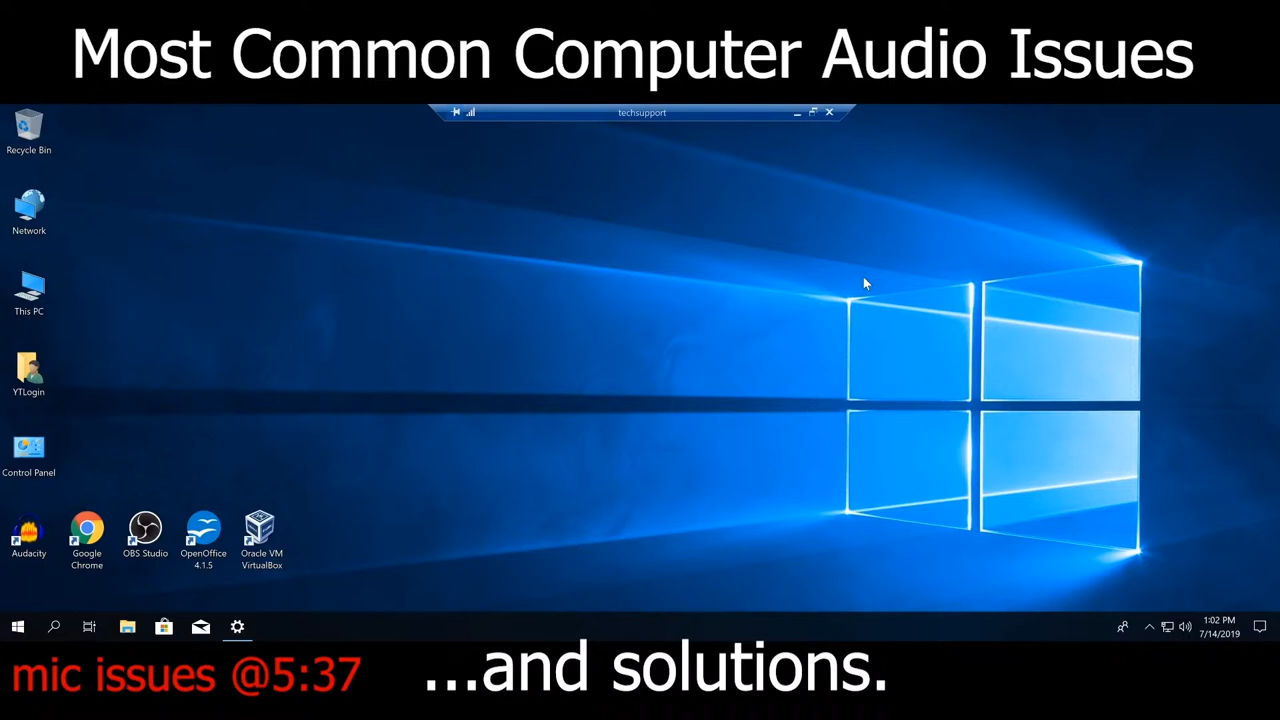 Most Common Computer Audio Issues
techsupport
Recycle Bin
Network
This PC
YTLogin
Control Panel
Audacity
Google
Chrome
OBS Studio
OpenOffice
4.1.5
Oracle VM
VirtualBox
1:02 PM
7/14/2019
mic issues @5:37
...and solutions.